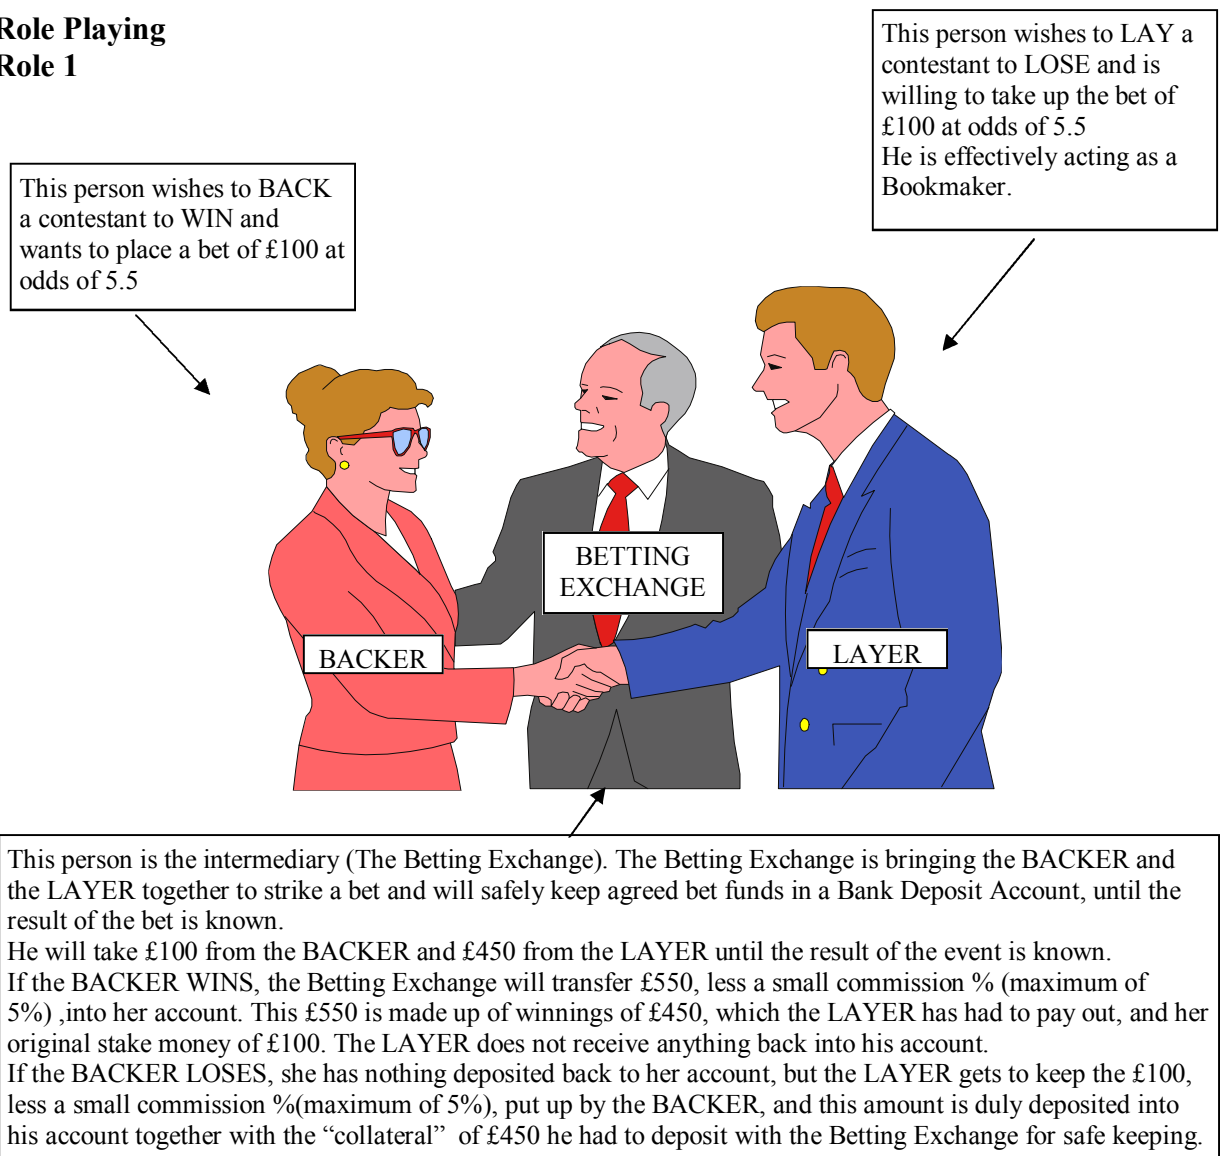 Role Playing
Role 1
This person wishes to LAY a
contestant to LOSE and is
willing to take up the bet of
£100 at odds of 5.5
He is effectively acting as a
Bookmaker.
This person wishes to BACK
a contestant to WIN and
wants to place a bet of £100 at
odds of 5.5
BETTING
EXCHANGE
BACKER
LAYER
This person is the intermediary (The Betting Exchange). The Betting Exchange is bringing the BACKER and
the LAYER together to strike a bet and will safely keep agreed bet funds in a Bank Deposit Account, until the
result of the bet is known.
He will take £100 from the BACKER and £450 from the LAYER until the result of the event is known.
If the BACKER WINS, the Betting Exchange will transfer £550, less a small commission % (maximum of
5%) ,into her account. This £550 is made up of winnings of £450, which the LAYER has had to pay out, and her
original stake money of £100. The LAYER does not receive anything back into his account.
If the BACKER LOSES, she has nothing deposited back to her account, but the LAYER gets to keep the £100,
less a small commission %(maximum of 5%), put up by the BACKER, and this amount is duly deposited into
his account together with the “collateral”  of £450 he had to deposit with the Betting Exchange for safe keeping.